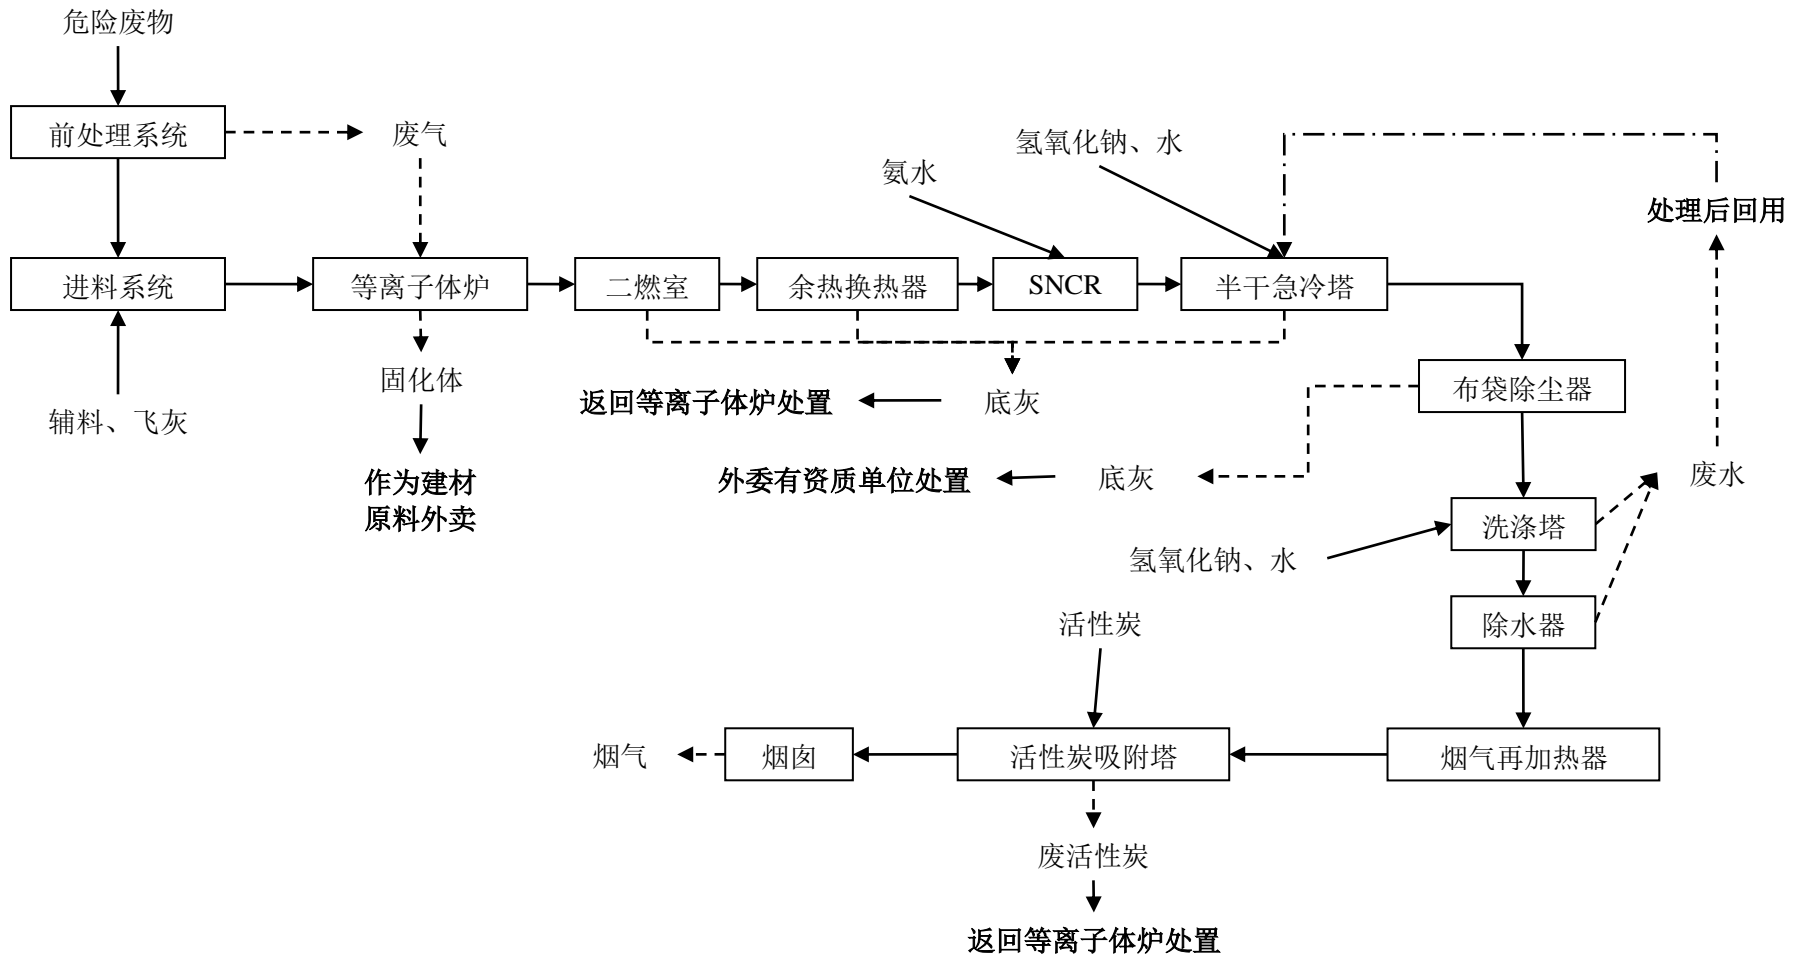 危险废物
前处理系统
废气
氨水
氢氧化钠、水
处理后回用
进料系统
等离子体炉
二燃室
余热换热器
SNCR
半干急冷塔
固化体
返回等离子体炉处置
底灰
布袋除尘器
辅料、飞灰
作为建材
原料外卖
外委有资质单位处置
底灰
废水
洗涤塔
氢氧化钠、水
活性炭
除水器
烟气
烟囱
活性炭吸附塔
烟气再加热器
废活性炭
返回等离子体炉处置